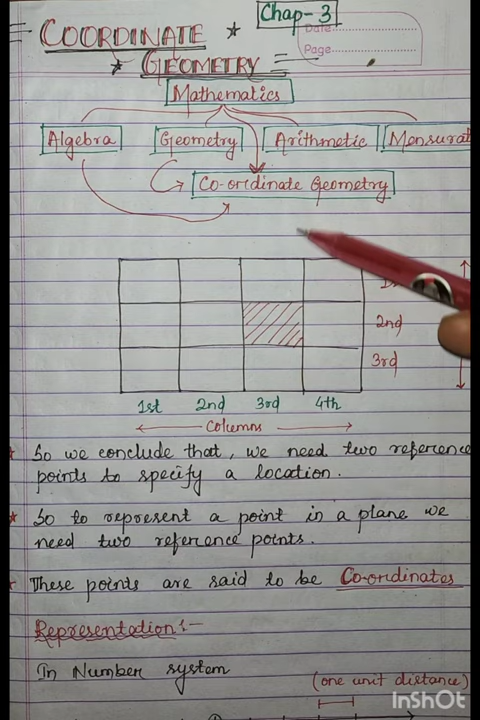 Chap- 3
COORDINATE
GEOMETRY
Date
Page
Mathematics
Algebra Geometry Arithmetic Mensurat
Co-ordinate Geometry
1s
2nd
3rd
1st 2nd 3rd 4th
Columns
So we conclude that, we need two reference
points to specify a location.
So to represent a point in a plane we
need two reference points.
These points are said to be Co-ordinates
Representation :-
In Number system
(one unit distance)
InShOt